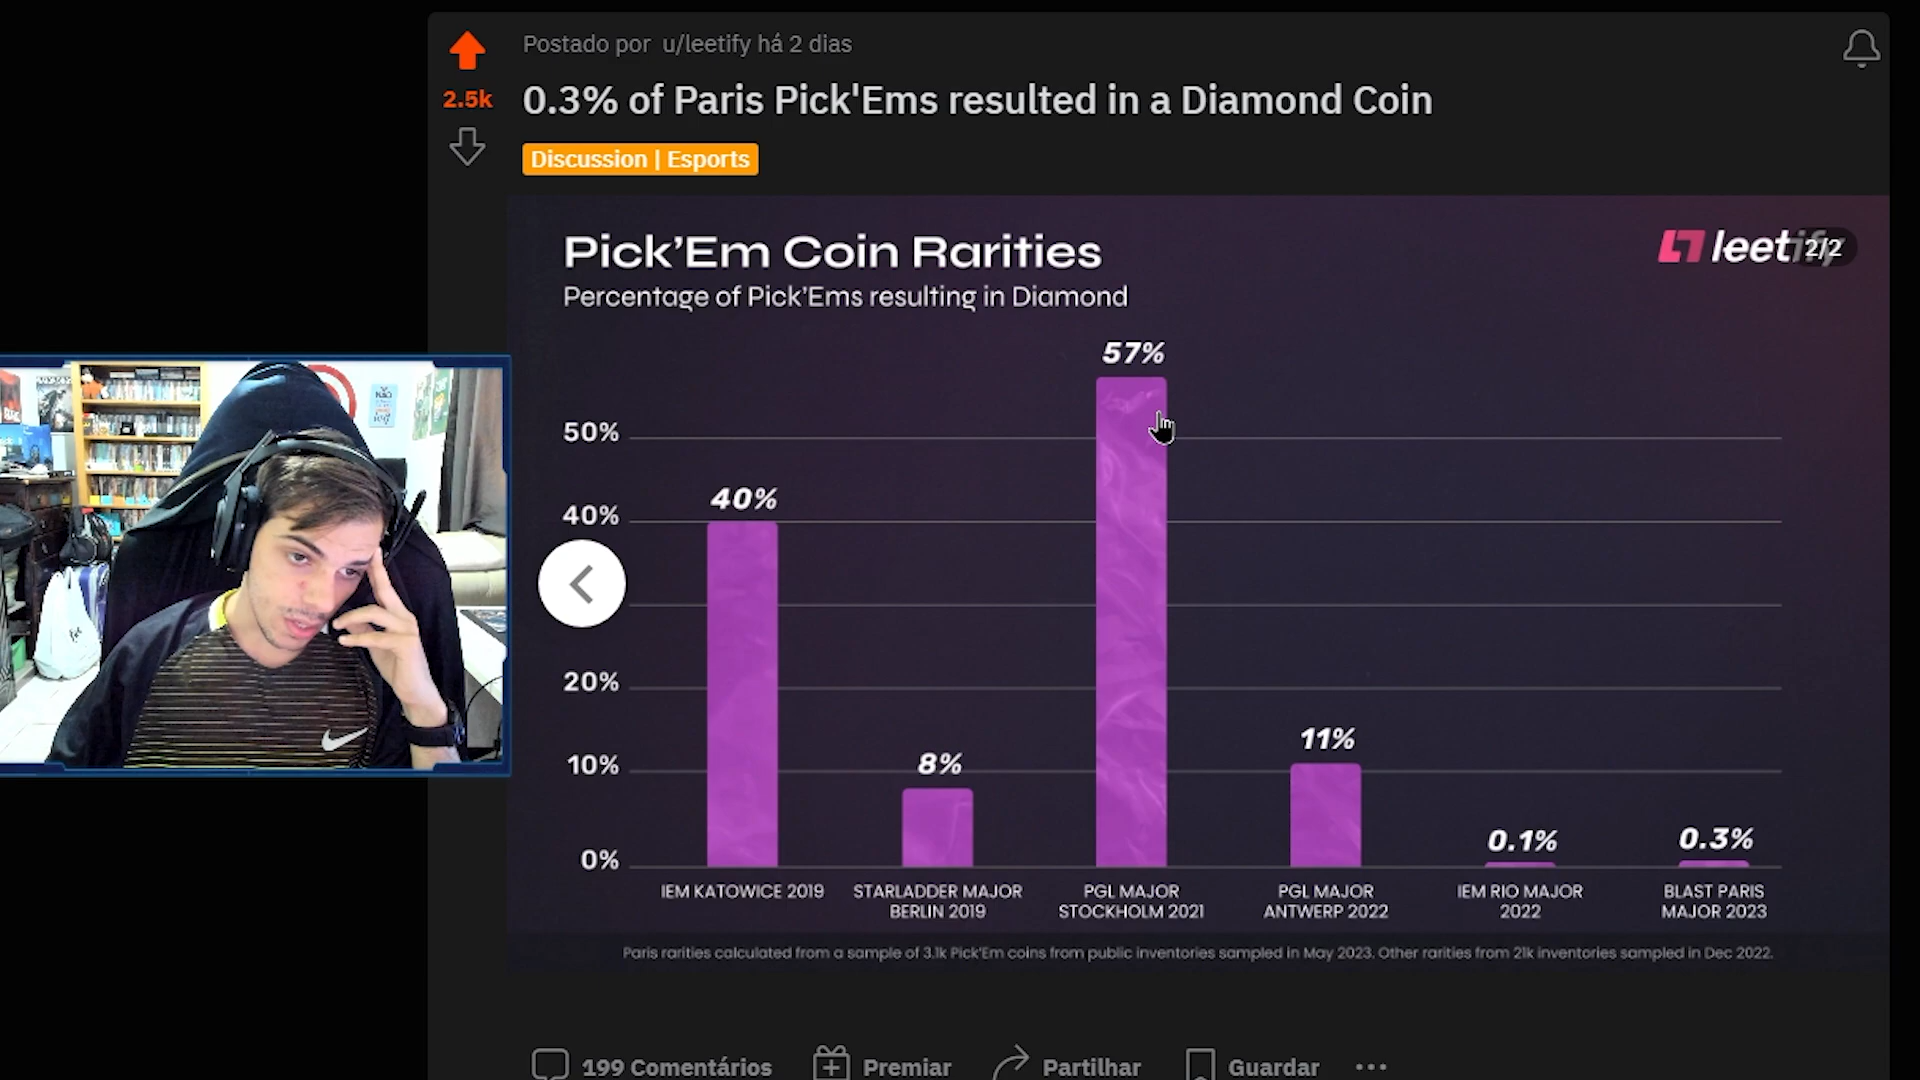 Postado por u/leetify há 2 dias
2.5k
0.3% of Paris Pick'Ems resulted in a Diamond Coin
Discussion | Esports
Pick'Em Coin Rarities
Percentage of Pick'Ems resulting in Diamond
leetify
2/2
57%
50%
40%
40%
20%
11%
10%
8%
0.1%
0.3%
0%
IEM KATOWICE 2019
STARLADDER MAJOR
BERLIN 2019
PGL MAJOR
STOCKHOLM 2021
PGL MAJOR
ANTWERP 2022
IEM RIO MAJOR
2022
BLAST PARIS
MAJOR 2023
Paris rarities calculated from a sample of 3.1k Pick'Em coins from public inventories sampled in May 2023. Other rarities from 21k inventories sampled in Dec 2022.
199 Comentários
Premiar
Partilhar
Guardar